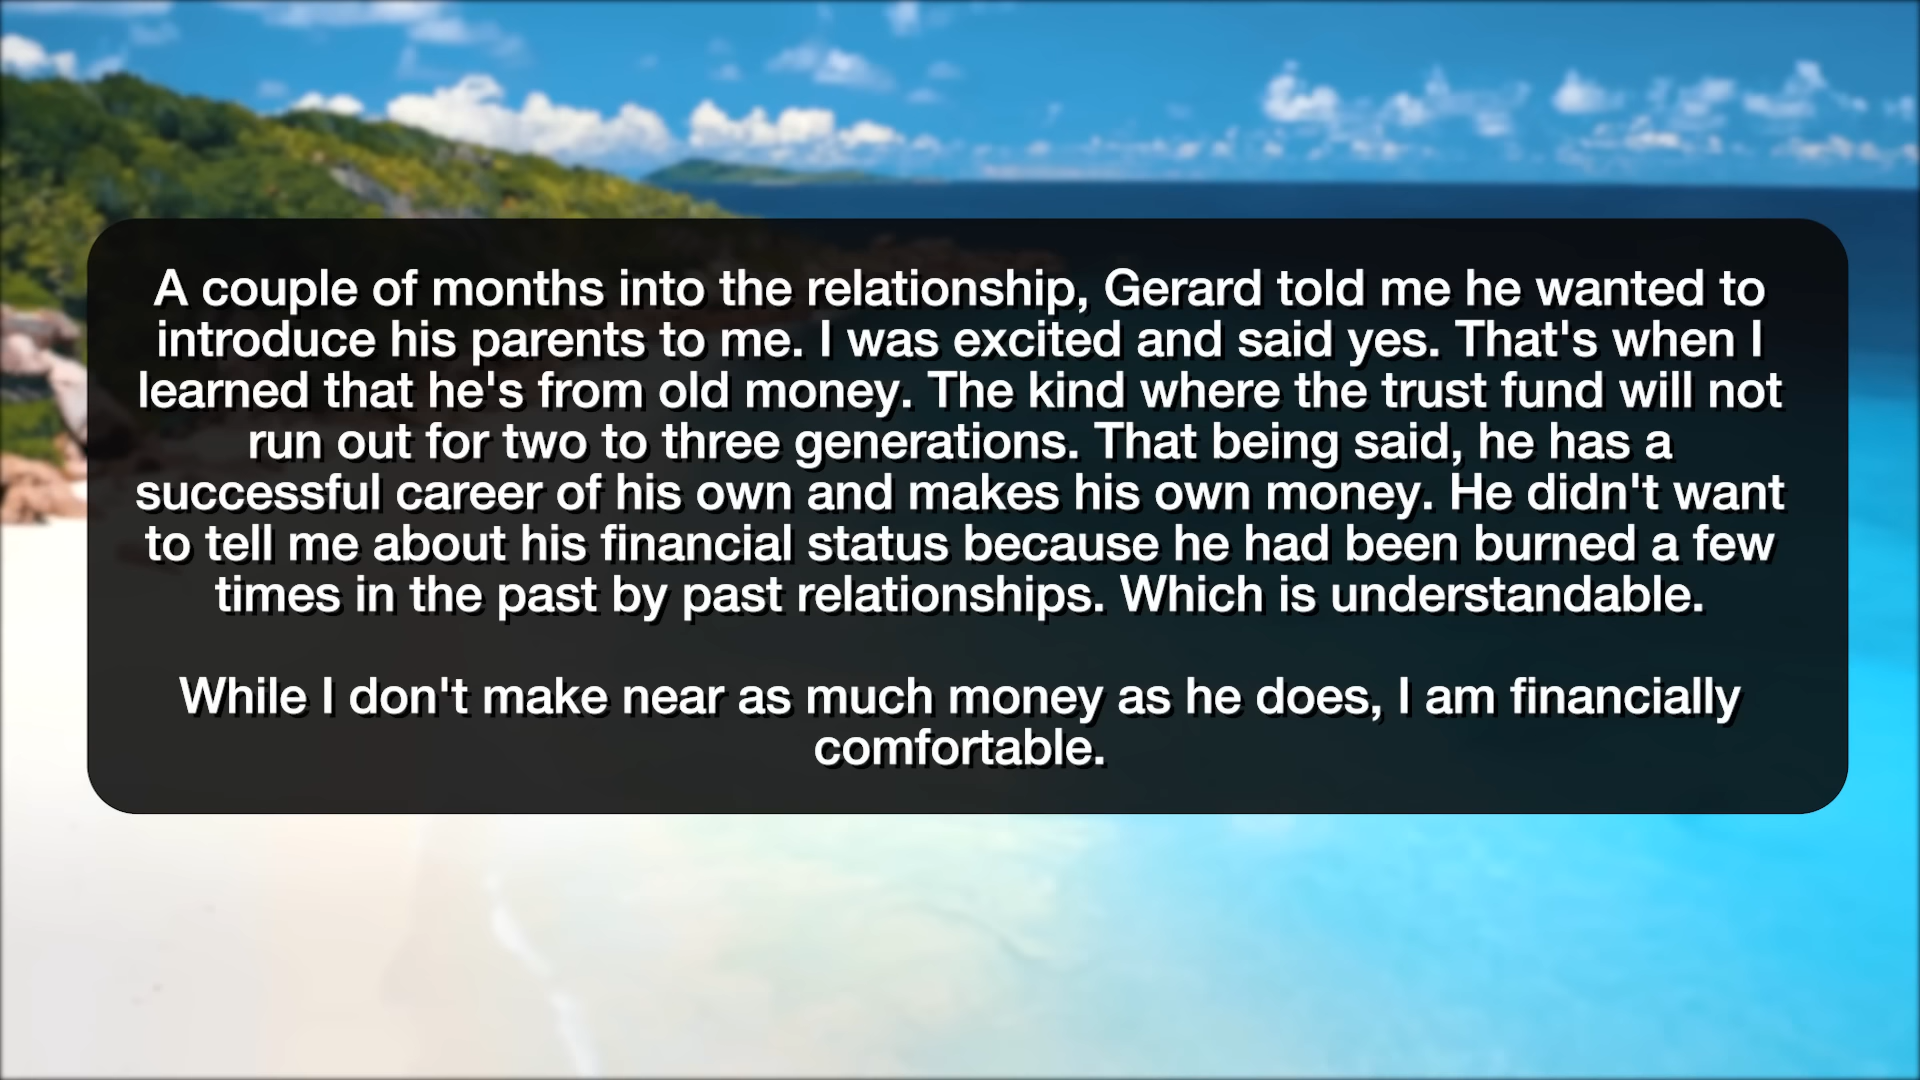 A couple of months into the relationship, Gerard told me he wanted to
introduce his parents to me. I was excited and said yes. That's when I
learned that he's from old money. The kind where the trust fund will not
run out for two to three generations. That being said, he has a
successful career of his own and makes his own money. He didn't want
to tell me about his financial status because he had been burned a few
times in the past by past relationships. Which is understandable.
While I don't make near as much money as he does, I am financially
comfortable.